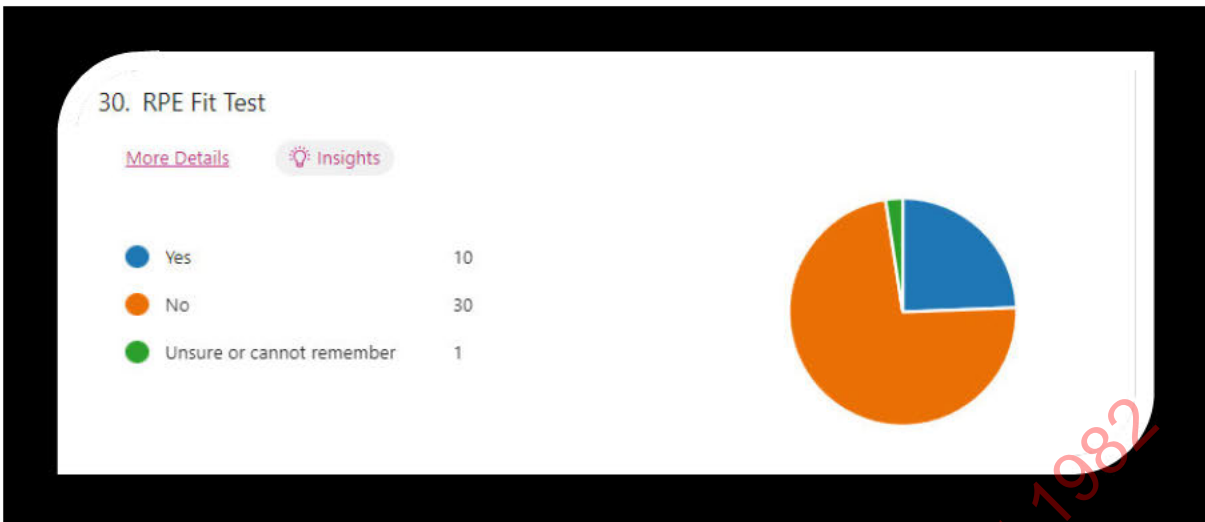 30. RPE Fit Test
More Details Insights
Yes 10
No 30
Unsure or cannot remember 1
1982